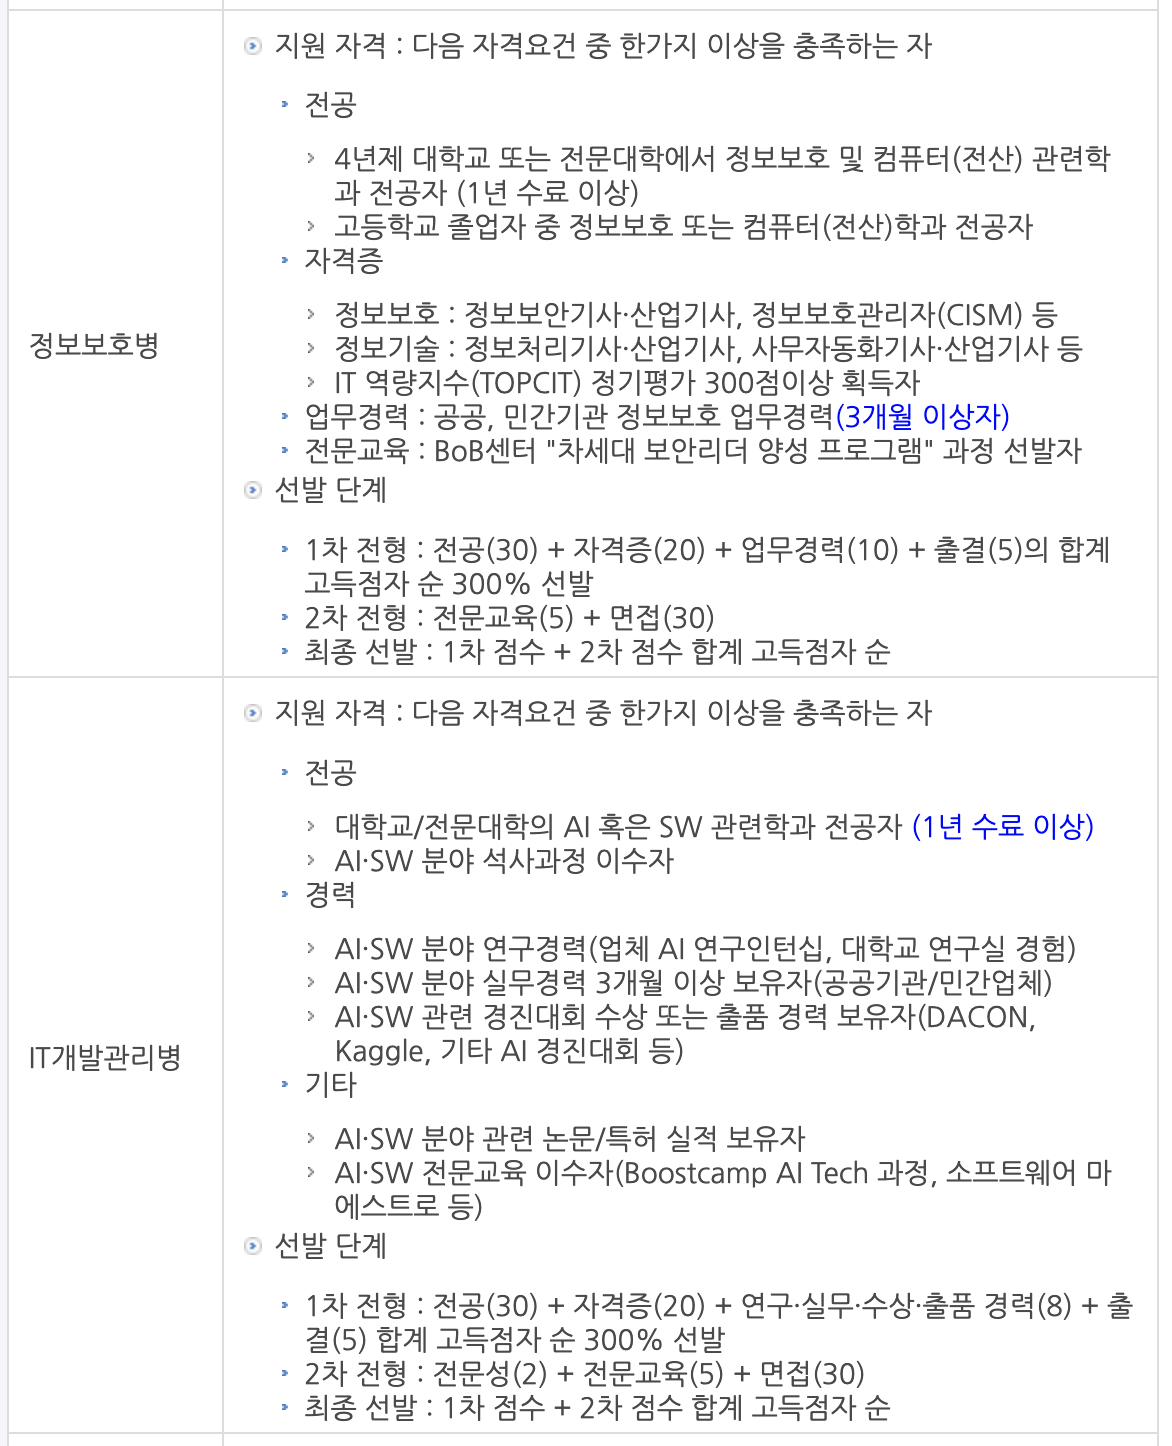 정보보호병
지원 자격 : 다음 자격요건 중 한가지 이상을 충족하는 자
전공
4년제 대학교 또는 전문대학에서 정보보호 및 컴퓨터(전산) 관련학
과 전공자 (1년 수료 이상)
고등학교 졸업자 중 정보보호 또는 컴퓨터(전산)학과 전공자
자격증
정보보호 : 정보보안기사·산업기사, 정보보호관리자(CISM) 등
정보기술 : 정보처리기사·산업기사, 사무자동화기사·산업기사 등
IT 역량지수(TOPCIT) 정기평가 300점이상 획득자
업무경력 : 공공, 민간기관 정보보호 업무경력(3개월 이상자)
전문교육 : BoB센터 "차세대 보안리더 양성 프로그램" 과정 선발자
선발 단계
1차 전형 : 전공(30) + 자격증(20) + 업무경력(10) + 출결(5)의 합계
고득점자 순 300% 선발
2차 전형 : 전문교육(5) + 면접(30)
최종 선발 : 1차 점수 + 2차 점수 합계 고득점자 순
IT개발관리병
지원 자격 : 다음 자격요건 중 한가지 이상을 충족하는 자
전공
대학교/전문대학의 AI 혹은 SW 관련학과 전공자 (1년 수료 이상)
AI·SW 분야 석사과정 이수자
경력
AI·SW 분야 연구경력(업체 AI 연구인턴십, 대학교 연구실 경험)
AI·SW 분야 실무경력 3개월 이상 보유자(공공기관/민간업체)
AI·SW 관련 경진대회 수상 또는 출품 경력 보유자(DACON,
Kaggle, 기타 AI 경진대회 등)
기타
AI·SW 분야 관련 논문/특허 실적 보유자
AI·SW 전문교육 이수자(Boostcamp AI Tech 과정, 소프트웨어 마
에스트로 등)
선발 단계
1차 전형 : 전공(30) + 자격증(20) + 연구·실무·수상·출품 경력(8) + 출
결(5) 합계 고득점자 순 300% 선발
2차 전형 : 전문성(2) + 전문교육(5) + 면접(30)
최종 선발 : 1차 점수 + 2차 점수 합계 고득점자 순